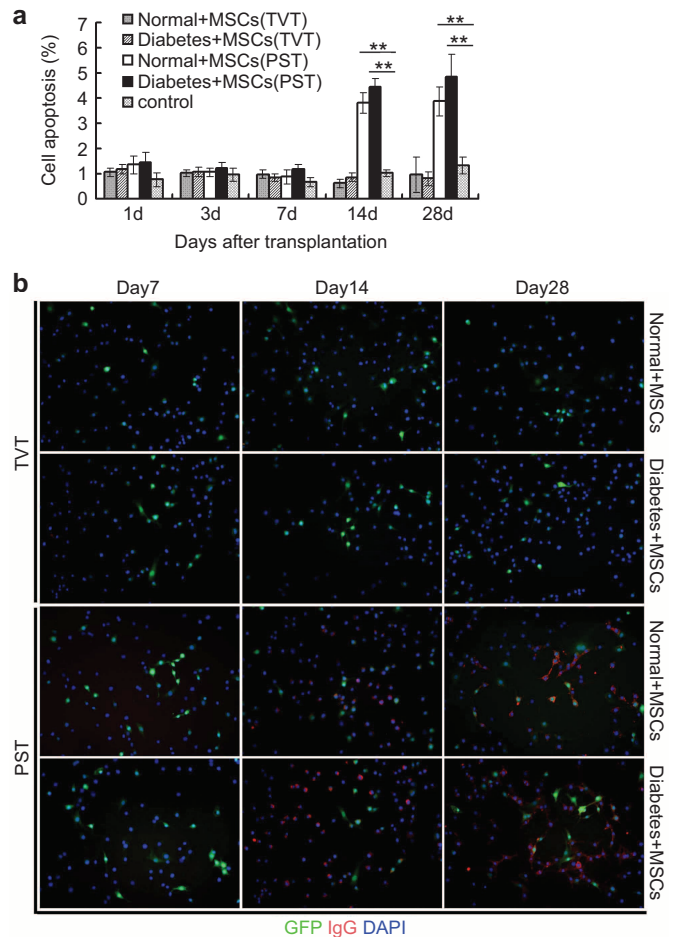 a
Cell apoptosis (%)
7
6
5
4
3
2
1
0
Normal+MSCs(TVT)
Diabetes+MSCs(TVT)
Normal+MSCs(PST)
Diabetes+MSCs(PST)
control
**
**
**
**
1d 3d 7d 14d 28d
Days after transplantation
b
Day7 Day14 Day28
TVT
Normal+MSCs
Diabetes+MSCs
PST
Normal+MSCs
Diabetes+MSCs
GFP IgG DAPI